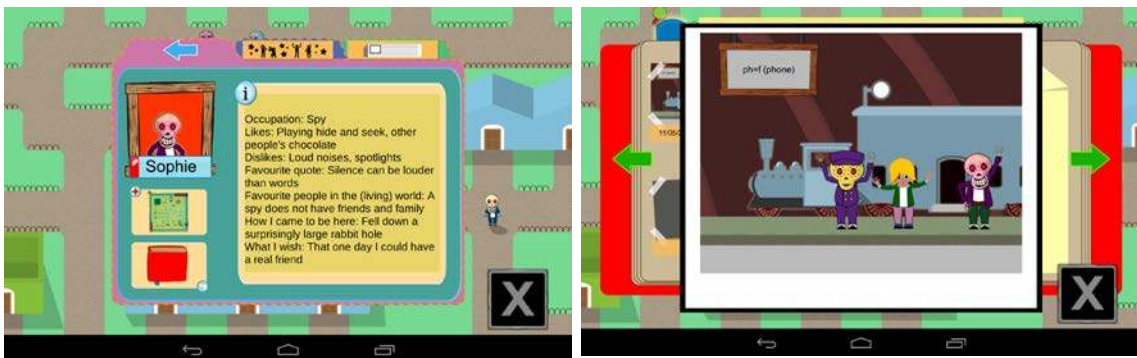 Sophie
Occupation: Spy
Likes: Playing hide and seek, other
people's chocolate
Dislikes: Loud noises, spotlights
Favourite quote: Silence can be louder
than words
Favourite people in the (living) world: A
spy does not have friends and family
How I came to be here: Fell down a
surprisingly large rabbit hole
What I wish: That one day I could have
a real friend
X
ph=f (phone)
X